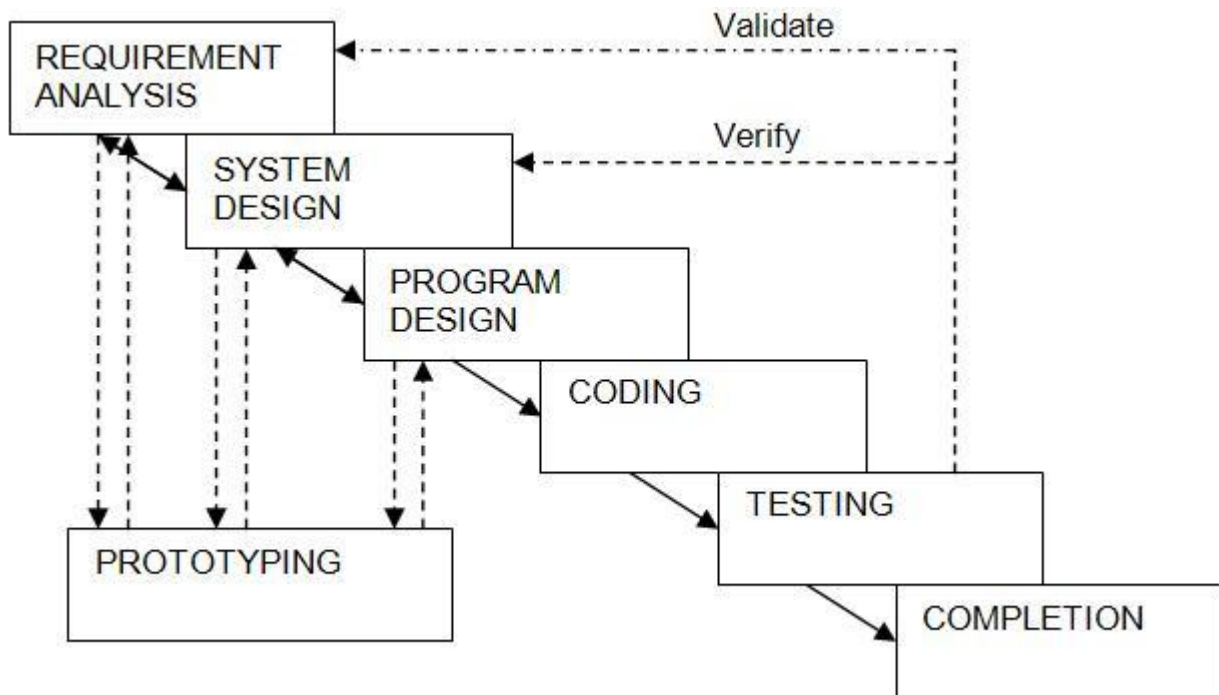 Validate
REQUIREMENT
ANALYSIS
Verify
SYSTEM
DESIGN
PROGRAM
DESIGN
CODING
TESTING
PROTOTYPING
COMPLETION